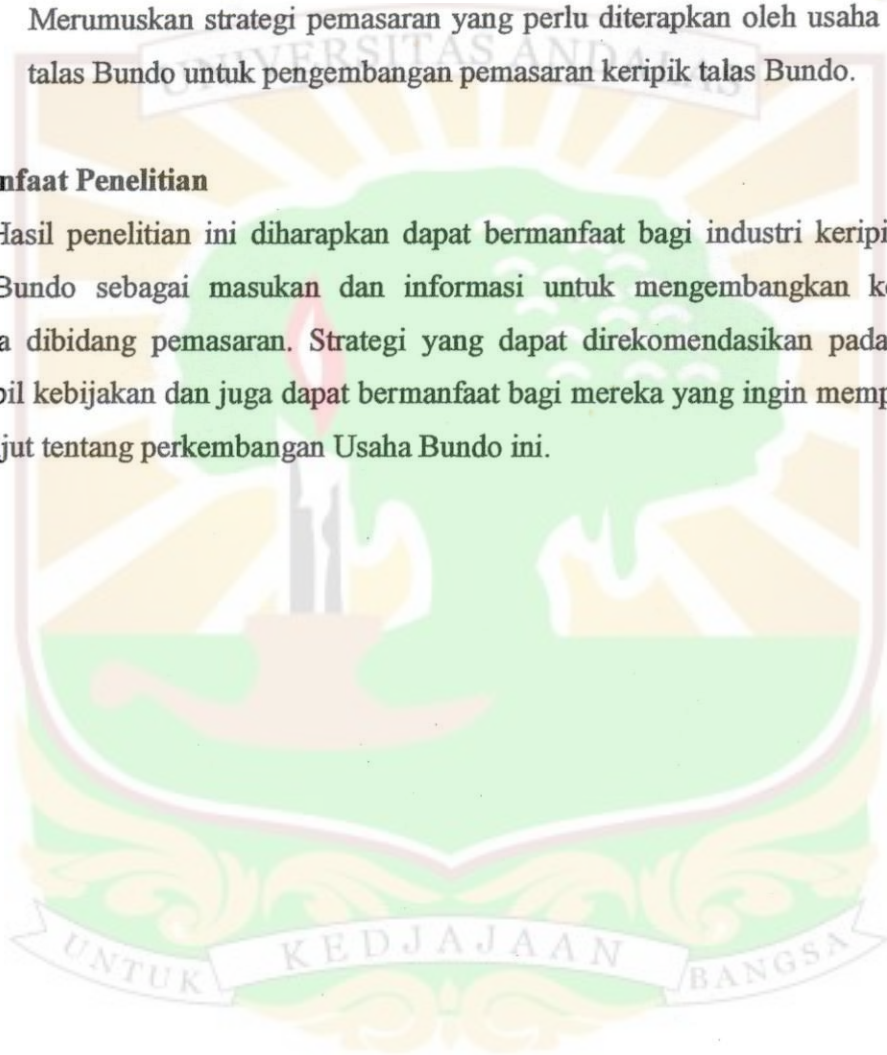 Merumuskan strategi pemasaran yang perlu diterapkan oleh usaha
talas Bundo untuk pengembangan pemasaran keripik talas Bundo.
UNIVERSITAS ANDALAS
nfaat Penelitian
Hasil penelitian ini diharapkan dapat bermanfaat bagi industri keripi
Bundo sebagai masukan dan informasi untuk mengembangkan k
a dibidang pemasaran. Strategi yang dapat direkomendasikan pada
bil kebijakan dan juga dapat bermanfaat bagi mereka yang ingin memp
jut tentang perkembangan Usaha Bundo ini.
UNTUK KEDJAJAAN BANGSA